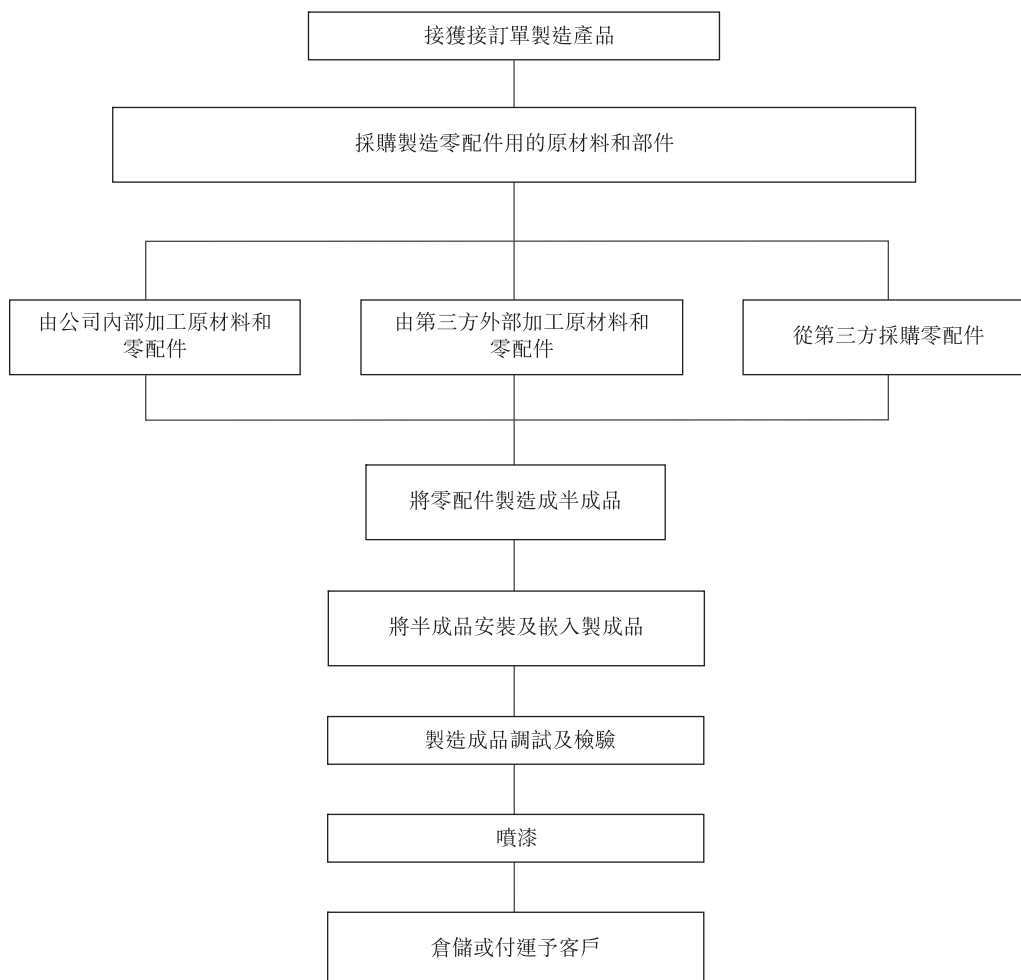 接獲接訂單製造產品
採購製造零配件用的原材料和部件
由公司內部加工原材料和
零配件
由第三方外部加工原材料和
零配件
從第三方採購零配件
將零配件製造成半成品
將半成品安裝及嵌入製成品
製造成品調試及檢驗
噴漆
倉儲或付運予客戶